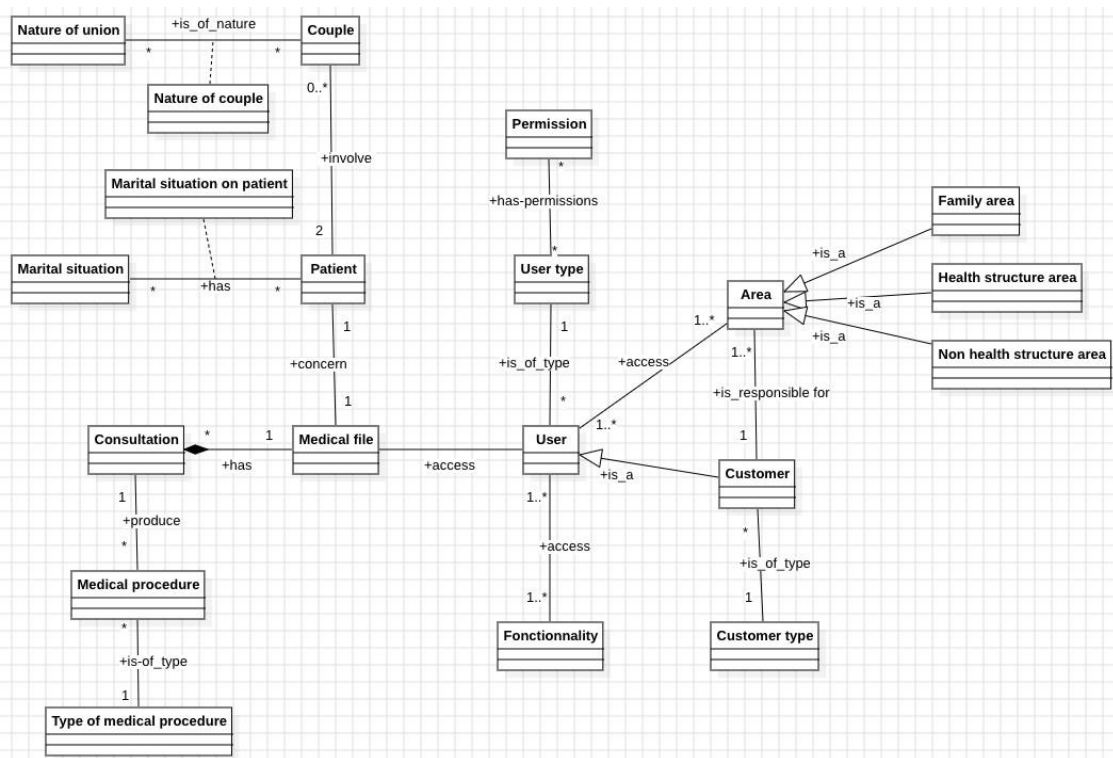 +is_of_nature
Nature of union
Couple
* *
Nature of couple
0..*
+involve
2
Marital situation on patient
Marital situation
Patient
* +has *
1
+concern
1
Permission
*
+has-permissions
*
User type
1
+is_of_type
*
Family area
+is_a
Health structure area
Area
+is_a
+is_a
Non health structure area
1..*
+access
1..*
1..*
+is_responsible for
1
Consultation
* 1
+has
Medical file
+access
User
+is_a
Customer
1
+produce
*
Medical procedure
*
+is-of_type
1
Type of medical procedure
1..*
+access
1..*
Fonctionnality
*
+is_of_type
1
Customer type